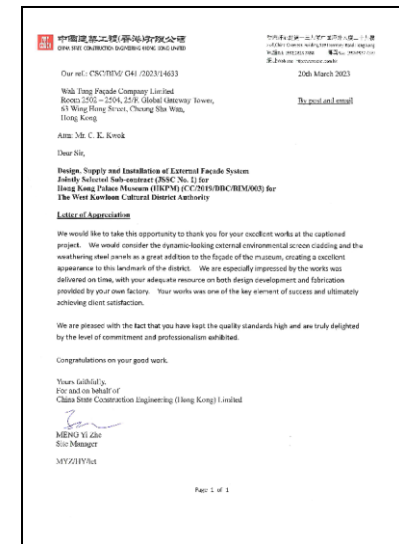 中國建築工程(香港)有限公司
CHINA STATE CONSTRUCTION ENGINEERING (HONG KONG) LIMITED
Our ref.: CSC/BIM/ G41 /2023/14633
20th March 2023
Wah Tung Façade Company Limited
Room 2502 – 2504, 25/F, Global Gateway Tower,
63 Wing Hong Street, Cheung Sha Wan,
Hong Kong
By post and email
Attn: Mr. C. K. Kwok
Dear Sir,
Design, Supply and Installation of External Façade System
Jointly Selected Sub-contract (JSSC No. 1) for
Hong Kong Palace Museum (HKPM) (CC/2019/DBC/BIM/003) for
The West Kowloon Cultural District Authority
Letter of Appreciation
We would like to take this opportunity to thank you for your excellent works at the captioned
project. We would consider the dynamic-looking external environmental screen cladding and the
weathering steel panels as a great addition to the façade of the museum, creating a excellent
appearance to this landmark of the district. We are especially impressed by the works was
delivered on time, with your adequate resource on both design development and fabrication
provided by your own factory. Your works was one of the key element of success and ultimately
achieving client satisfaction.
We are pleased with the fact that you have kept the quality standards high and are truly delighted
by the level of commitment and professionalism exhibited.
Congratulations on your good work.
Yours faithfully,
For and on behalf of
China State Construction Engineering (Hong Kong) Limited
MENG Yi Zhe
Site Manager
MYZ/HY/kt
Page 1 of 1